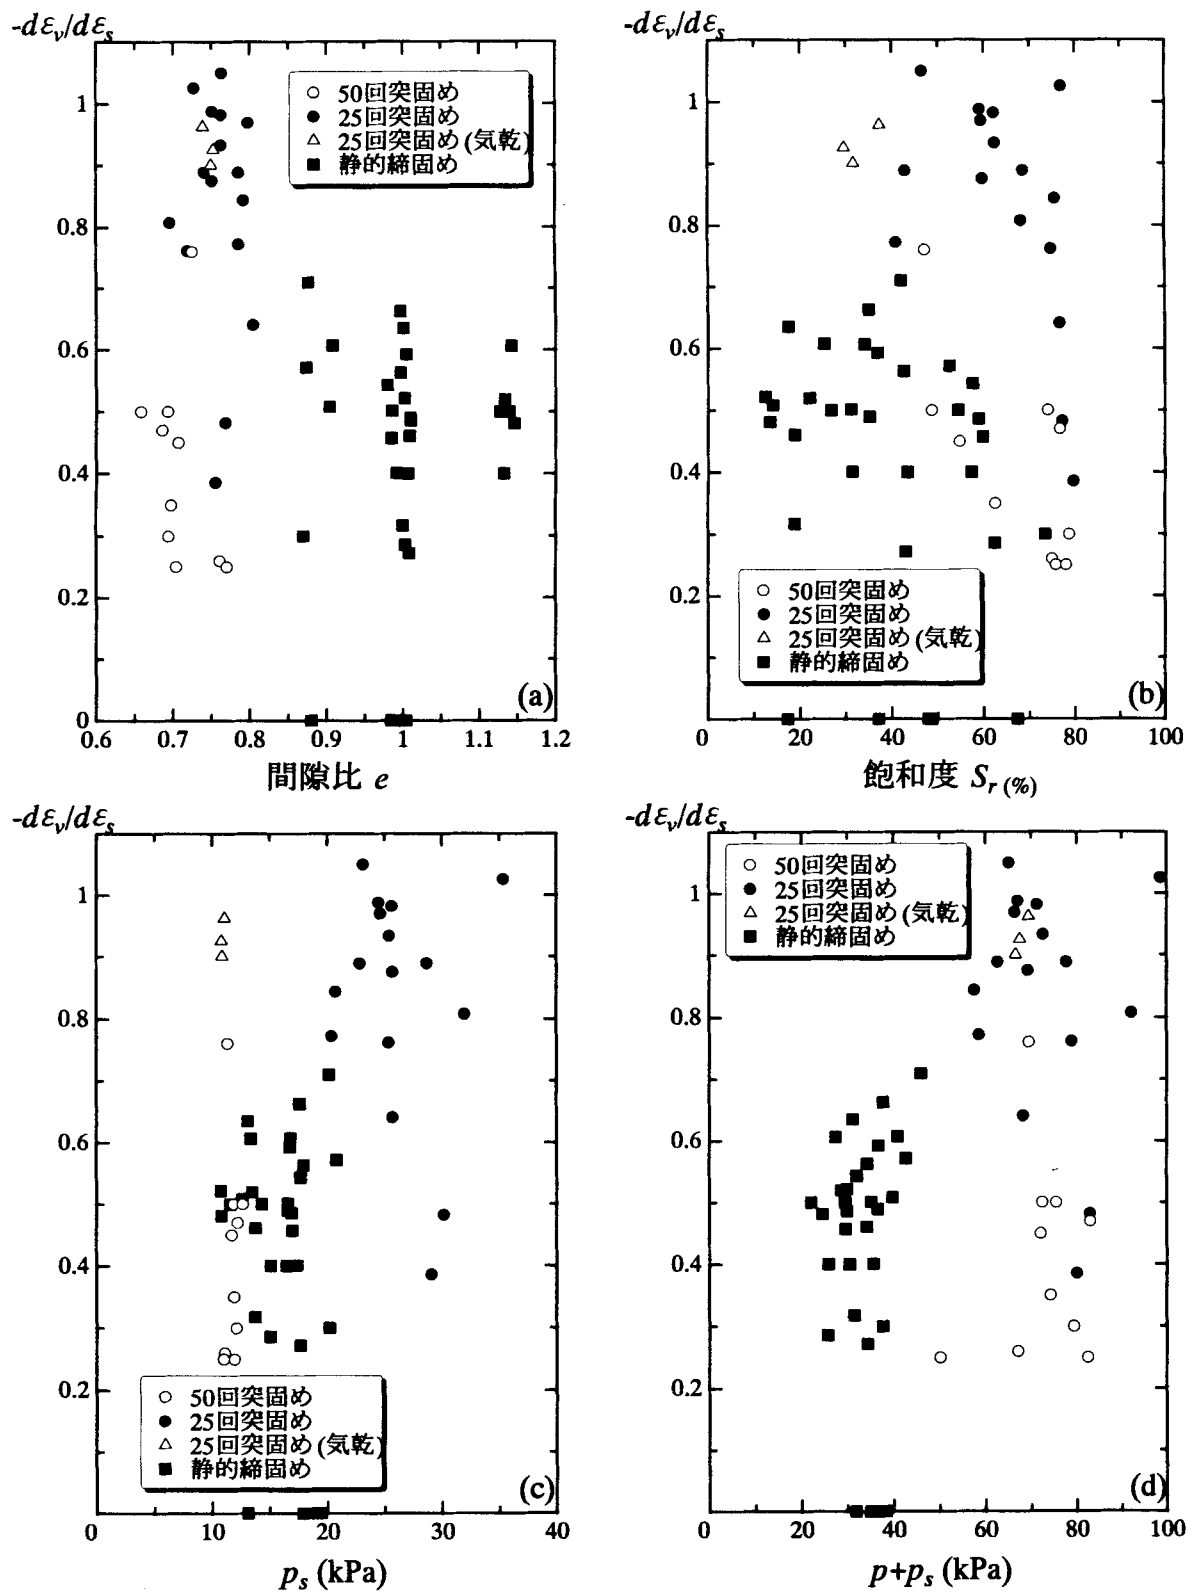 -dεv/dεs
1
0.8
0.6
0.4
0.2
0
0.6 0.7 0.8 0.9 1 1.1 1.2
間隙比 e
○ 50回突固め
● 25回突固め
△ 25回突固め (気乾)
■ 静的締固め
(a)
-dεv/dεs
1
0.8
0.6
0.4
0.2
0 20 40 60 80 100
飽和度 Sr (%)
○ 50回突固め
● 25回突固め
△ 25回突固め (気乾)
■ 静的締固め
(b)
-dεv/dεs
1
0.8
0.6
0.4
0.2
0 10 20 30 40
ps (kPa)
○ 50回突固め
● 25回突固め
△ 25回突固め (気乾)
■ 静的締固め
(c)
-dεv/dεs
1
0.8
0.6
0.4
0.2
0 20 40 60 80 100
p+ps (kPa)
○ 50回突固め
● 25回突固め
△ 25回突固め (気乾)
■ 静的締固め
(d)